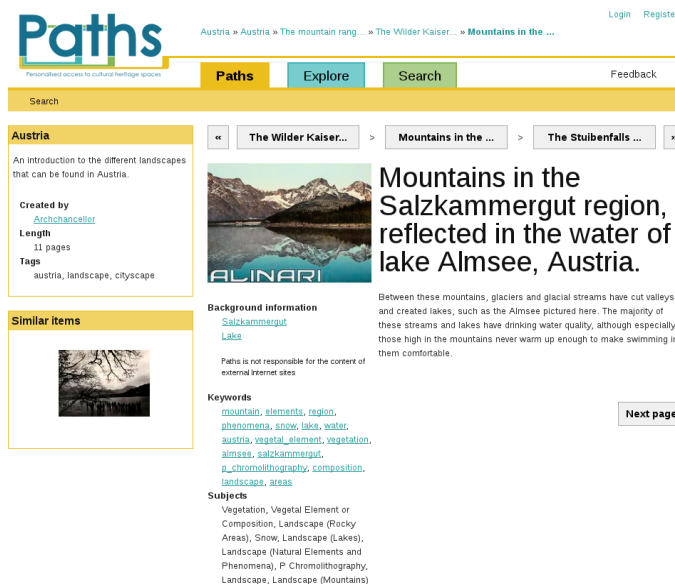 Login Registe
Paths
Personalised access to cultural heritage spaces
Austria » Austria » The mountain rang... » The Wilder Kaiser... » Mountains in the ...
Paths Explore Search Feedback
Search
Austria
An introduction to the different landscapes
that can be found in Austria.
Created by
Archchancellor
Length
11 pages
Tags
austria, landscape, cityscape
Similar items
« The Wilder Kaiser... > Mountains in the ... > The Stuibenfalls ... »
ALINARI
Background information
Salzkammergut
Lake
Paths is not responsible for the content of
external Internet sites
Keywords
mountain, elements, region,
phenomena, snow, lake, water,
austria, vegetal_element, vegetation,
almsee, salzkammergut,
p_chromolithography, composition,
landscape, areas
Subjects
Vegetation, Vegetal Element or
Composition, Landscape (Rocky
Areas), Snow, Landscape (Lakes),
Landscape (Natural Elements and
Phenomena), P Chromolithography,
Landscape, Landscape (Mountains)
Mountains in the
Salzkammergut region,
reflected in the water of
lake Almsee, Austria.
Between these mountains, glaciers and glacial streams have cut valleys
and created lakes, such as the Almsee pictured here. The majority of
these streams and lakes have drinking water quality, although especially
those high in the mountains never warm up enough to make swimming in
them comfortable.
Next page